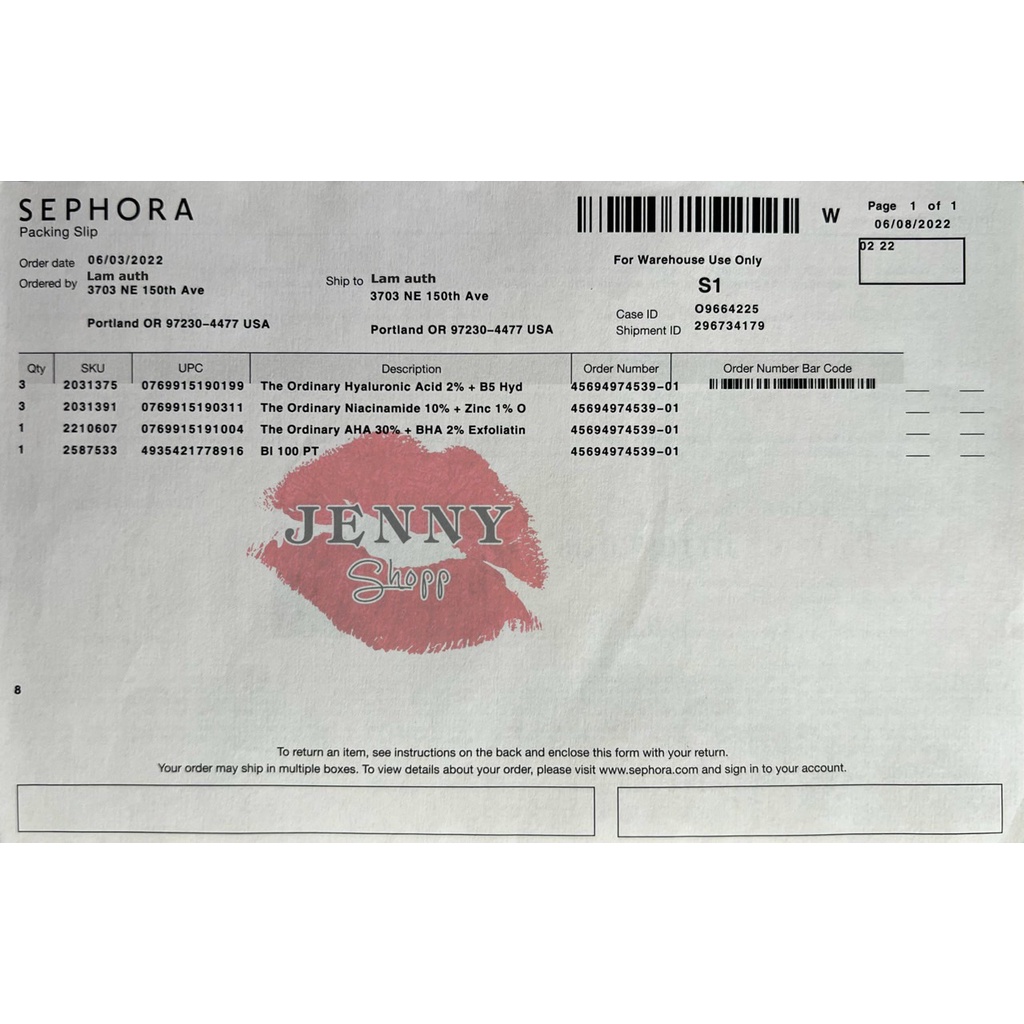 SEPHORA
Packing Slip
Order date 06/03/2022
Ordered by Lam auth
3703 NE 150th Ave
Portland OR 97230-4477 USA
Ship to Lam auth
3703 NE 150th Ave
Portland OR 97230-4477 USA
W
Page 1 of 1
06/08/2022
02 22
For Warehouse Use Only
S1
Case ID O9664225
Shipment ID 296734179
Qty SKU UPC Description Order Number Order Number Bar Code
3 2031375 0769915190199 The Ordinary Hyaluronic Acid 2% + B5 Hyd 45694974539-01
3 2031391 0769915190311 The Ordinary Niacinamide 10% + Zinc 1% O 45694974539-01
1 2210607 0769915191004 The Ordinary AHA 30% + BHA 2% Exfoliatin 45694974539-01
1 2587533 4935421778916 BI 100 PT 45694974539-01
JENNY
Shopp
8
To return an item, see instructions on the back and enclose this form with your return.
Your order may ship in multiple boxes. To view details about your order, please visit www.sephora.com and sign in to your account.